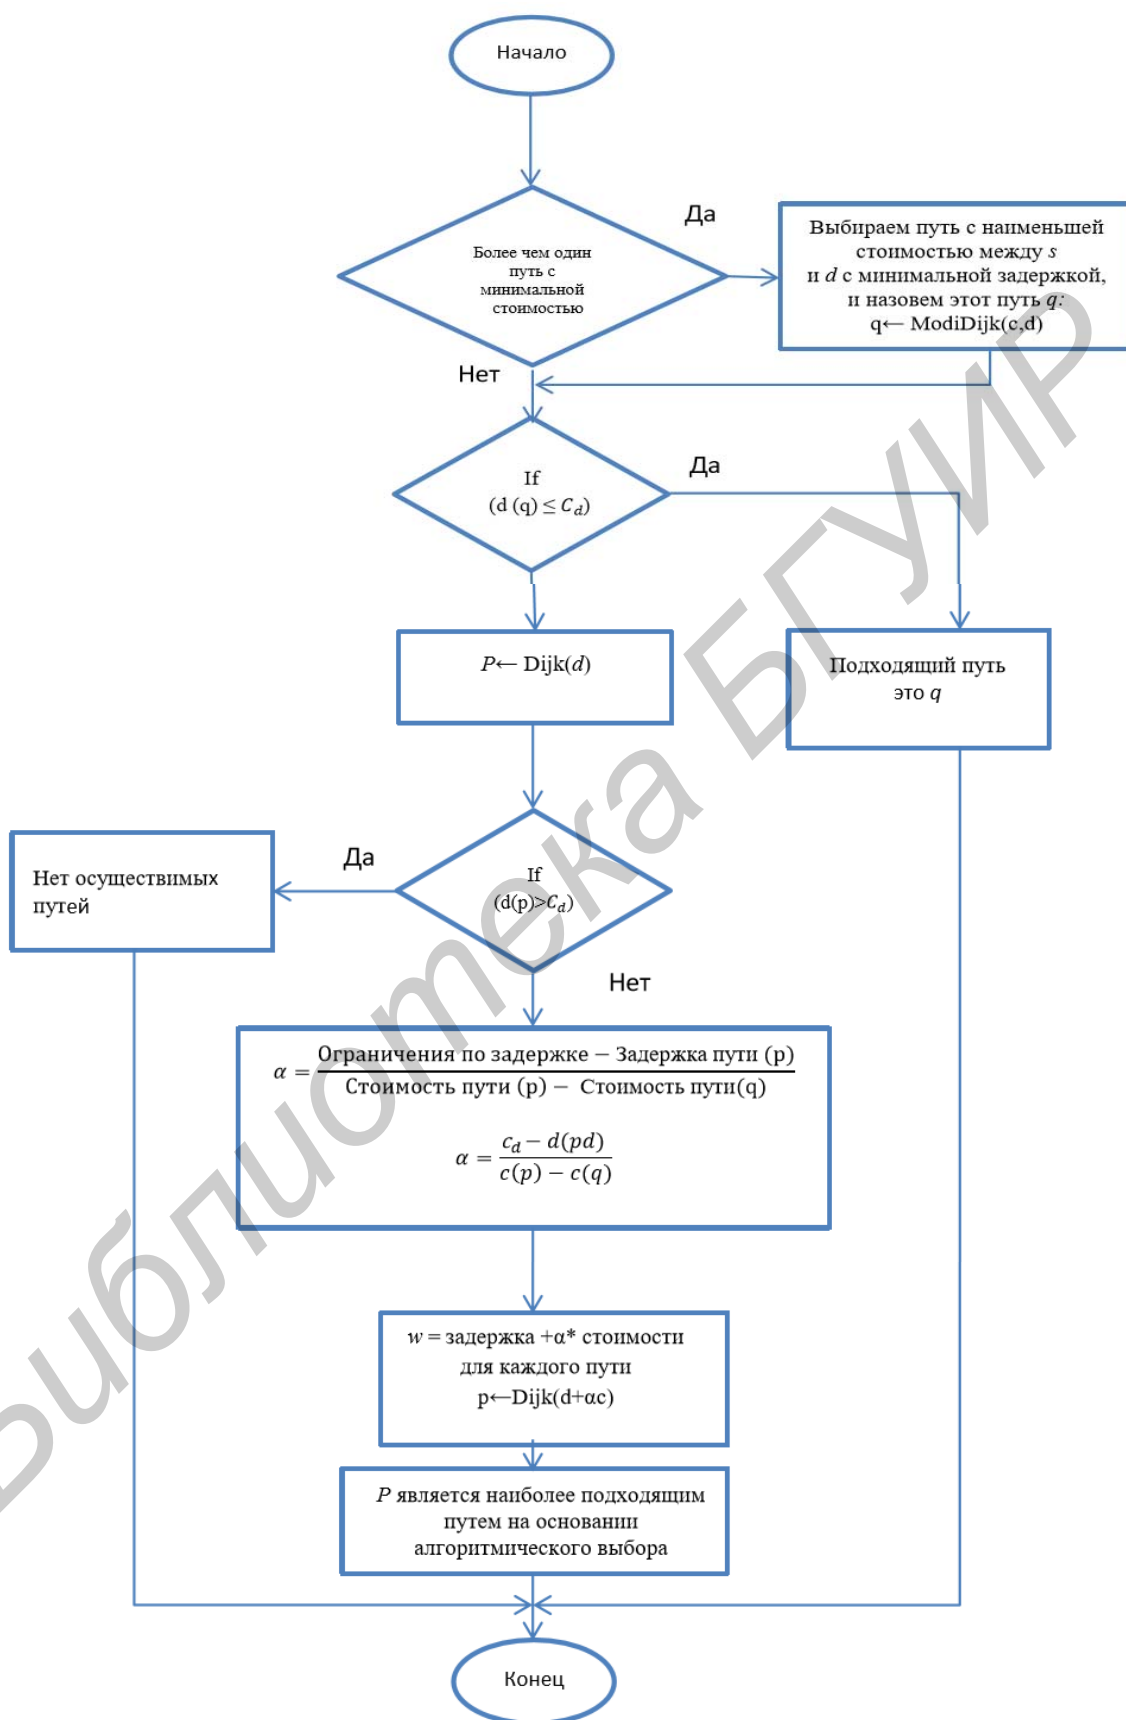 Начало
Более чем один
путь с
минимальной
стоимостью
Да
Выбираем путь с наименьшей
стоимостью между s
и d с минимальной задержкой,
и назовем этот путь q:
q← ModiDijk(c,d)
Нет
If
(d (q) ≤ C_d)
Да
P← Dijk(d)
Подходящий путь
это q
If
(d(p)>C_d)
Да
Нет осуществимых
путей
Нет
α = (Ограничения по задержке − Задержка пути (p)) / (Стоимость пути (p) − Стоимость пути(q))
α = (c_d − d(pd)) / (c(p) − c(q))
w = задержка +α* стоимости
для каждого пути
p←Dijk(d+αc)
P является наиболее подходящим
путем на основании
алгоритмического выбора
Конец
Библиотека БГУИР